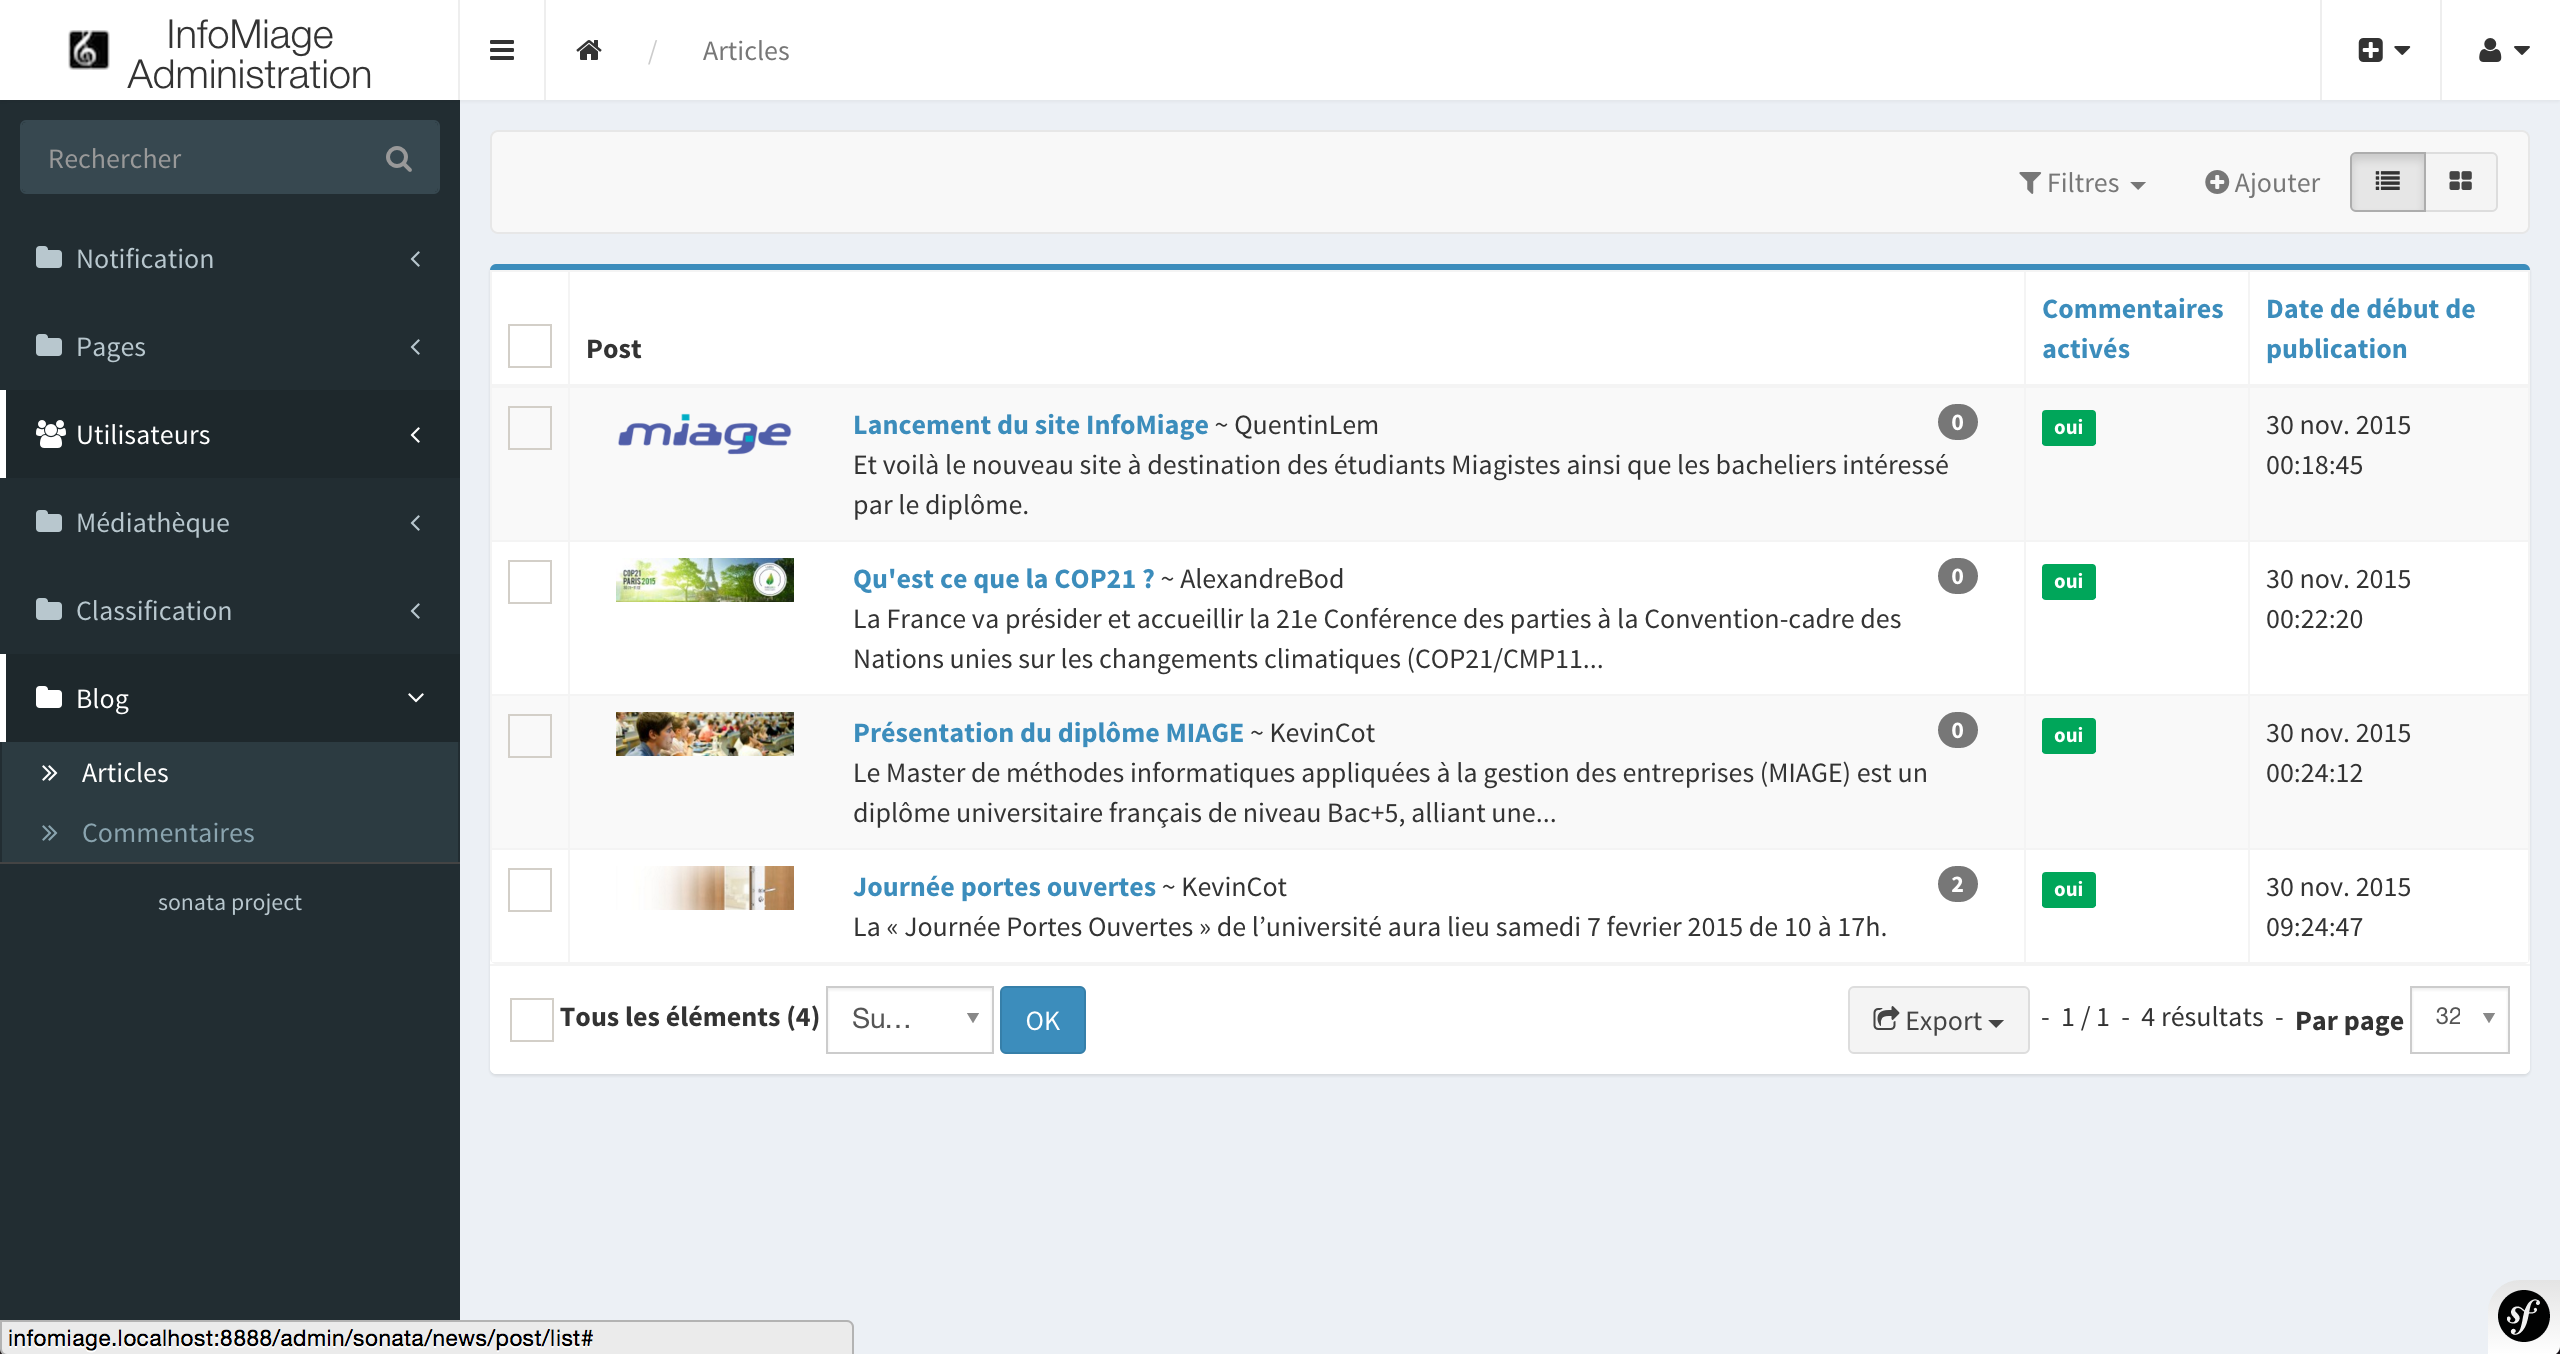 InfoMiage
Administration
/ Articles
Rechercher
Notification
Pages
Utilisateurs
Médiathèque
Classification
Blog
Articles
Commentaires
sonata project
Filtres
Ajouter
Post
Commentaires
activés
Date de début de
publication
miage
Lancement du site InfoMiage ~ QuentinLem
0
Et voilà le nouveau site à destination des étudiants Miagistes ainsi que les bacheliers intéressé
par le diplôme.
oui
30 nov. 2015
00:18:45
COP21
PARIS2015
Qu'est ce que la COP21 ? ~ AlexandreBod
0
La France va présider et accueillir la 21e Conférence des parties à la Convention-cadre des
Nations unies sur les changements climatiques (COP21/CMP11...
oui
30 nov. 2015
00:22:20
Présentation du diplôme MIAGE ~ KevinCot
0
Le Master de méthodes informatiques appliquées à la gestion des entreprises (MIAGE) est un
diplôme universitaire français de niveau Bac+5, alliant une...
oui
30 nov. 2015
00:24:12
Journée portes ouvertes ~ KevinCot
2
La « Journée Portes Ouvertes » de l’université aura lieu samedi 7 fevrier 2015 de 10 à 17h.
oui
30 nov. 2015
09:24:47
Tous les éléments (4)
Su...
OK
Export
- 1 / 1 - 4 résultats - Par page
32
sf
infomiage.localhost:8888/admin/sonata/news/post/list#